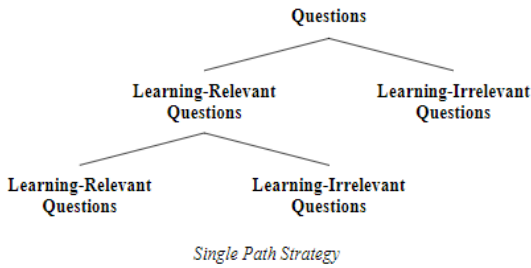 Questions
Learning-Relevant Learning-Irrelevant
Questions Questions
Learning-Relevant Learning-Irrelevant
Questions Questions
Single Path Strategy